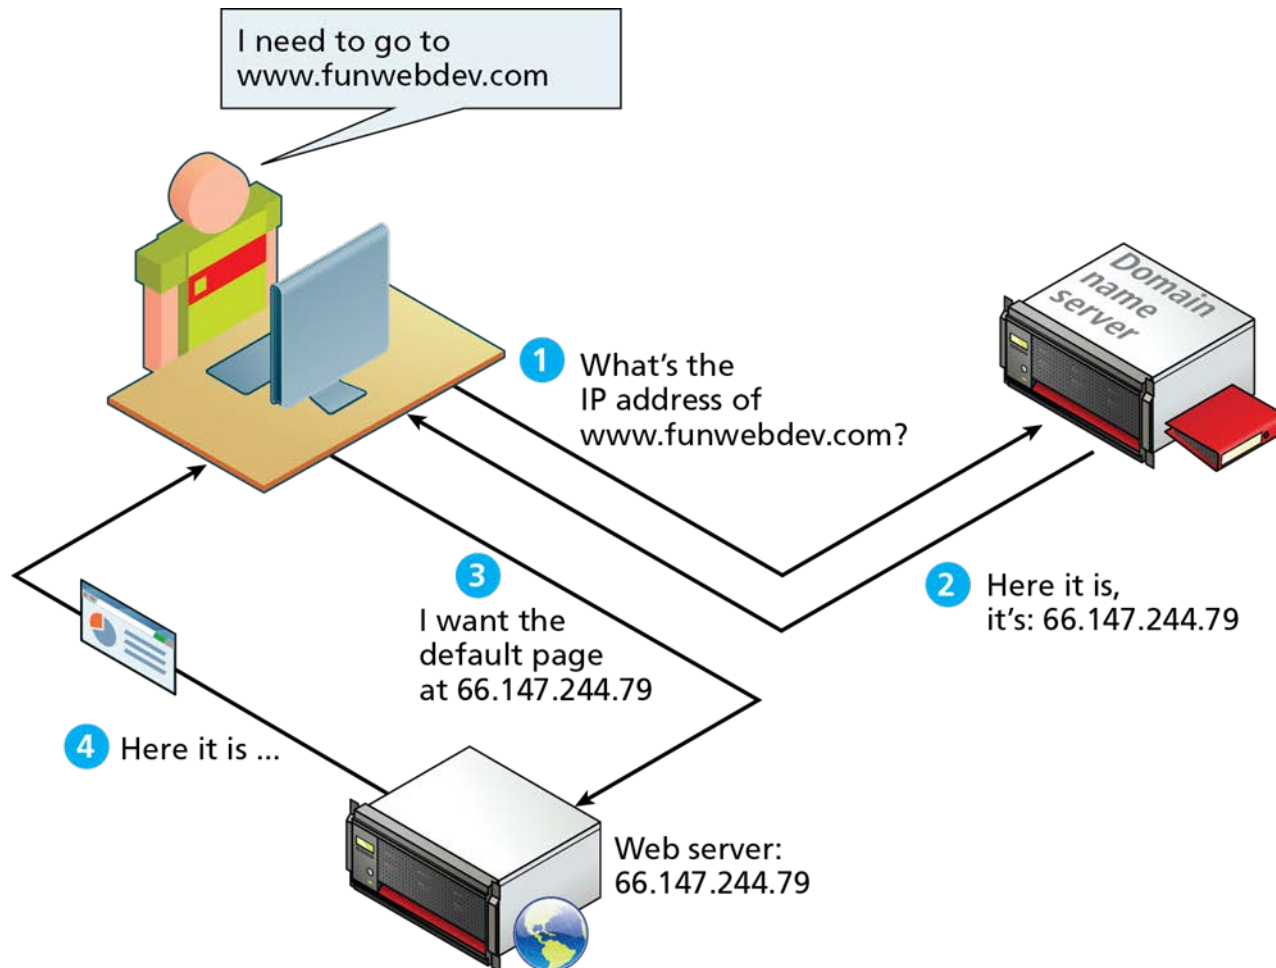 I need to go to
www.funwebdev.com
Domain
name
server
1
What's the
IP address of
www.funwebdev.com?
2
Here it is,
it's: 66.147.244.79
3
I want the
default page
at 66.147.244.79
4
Here it is ...
Web server:
66.147.244.79